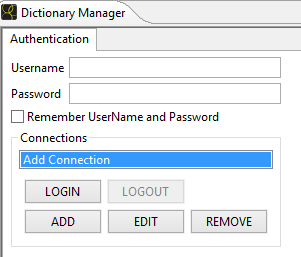 Dictionary Manager
Authentication
Username
Password
Remember UserName and Password
Connections
Add Connection
LOGIN LOGOUT
ADD EDIT REMOVE